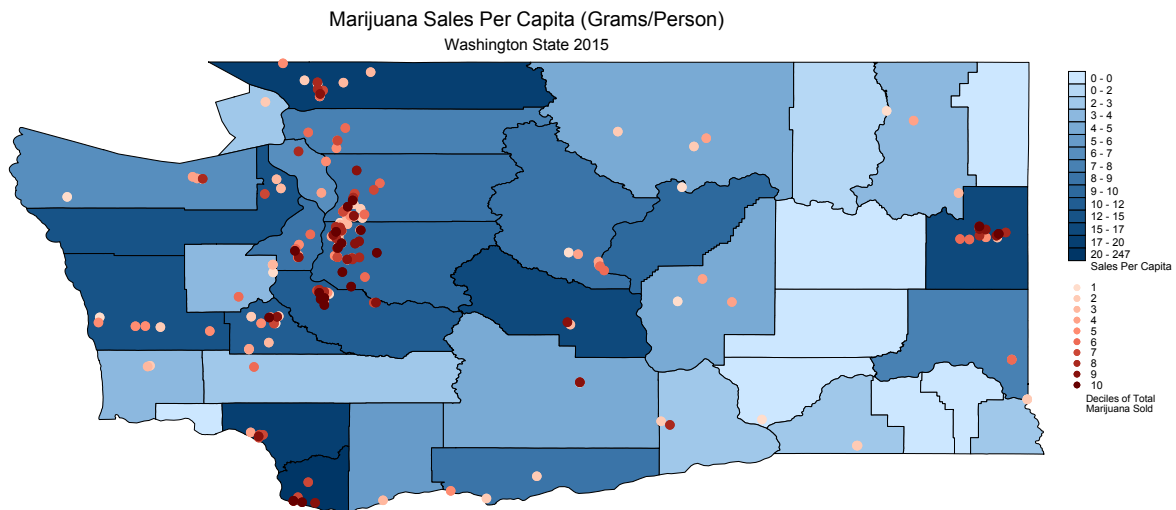 Marijuana Sales Per Capita (Grams/Person)
Washington State 2015
0 - 0
0 - 2
2 - 3
3 - 4
4 - 5
5 - 6
6 - 7
7 - 8
8 - 9
9 - 10
10 - 12
12 - 15
15 - 17
17 - 20
20 - 247
Sales Per Capita
1
2
3
4
5
6
7
8
9
10
Deciles of Total
Marijuana Sold